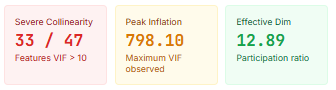 Severe Collinearity
33 / 47
Features VIF > 10
Peak Inflation
798.10
Maximum VIF
observed
Effective Dim
12.89
Participation ratio